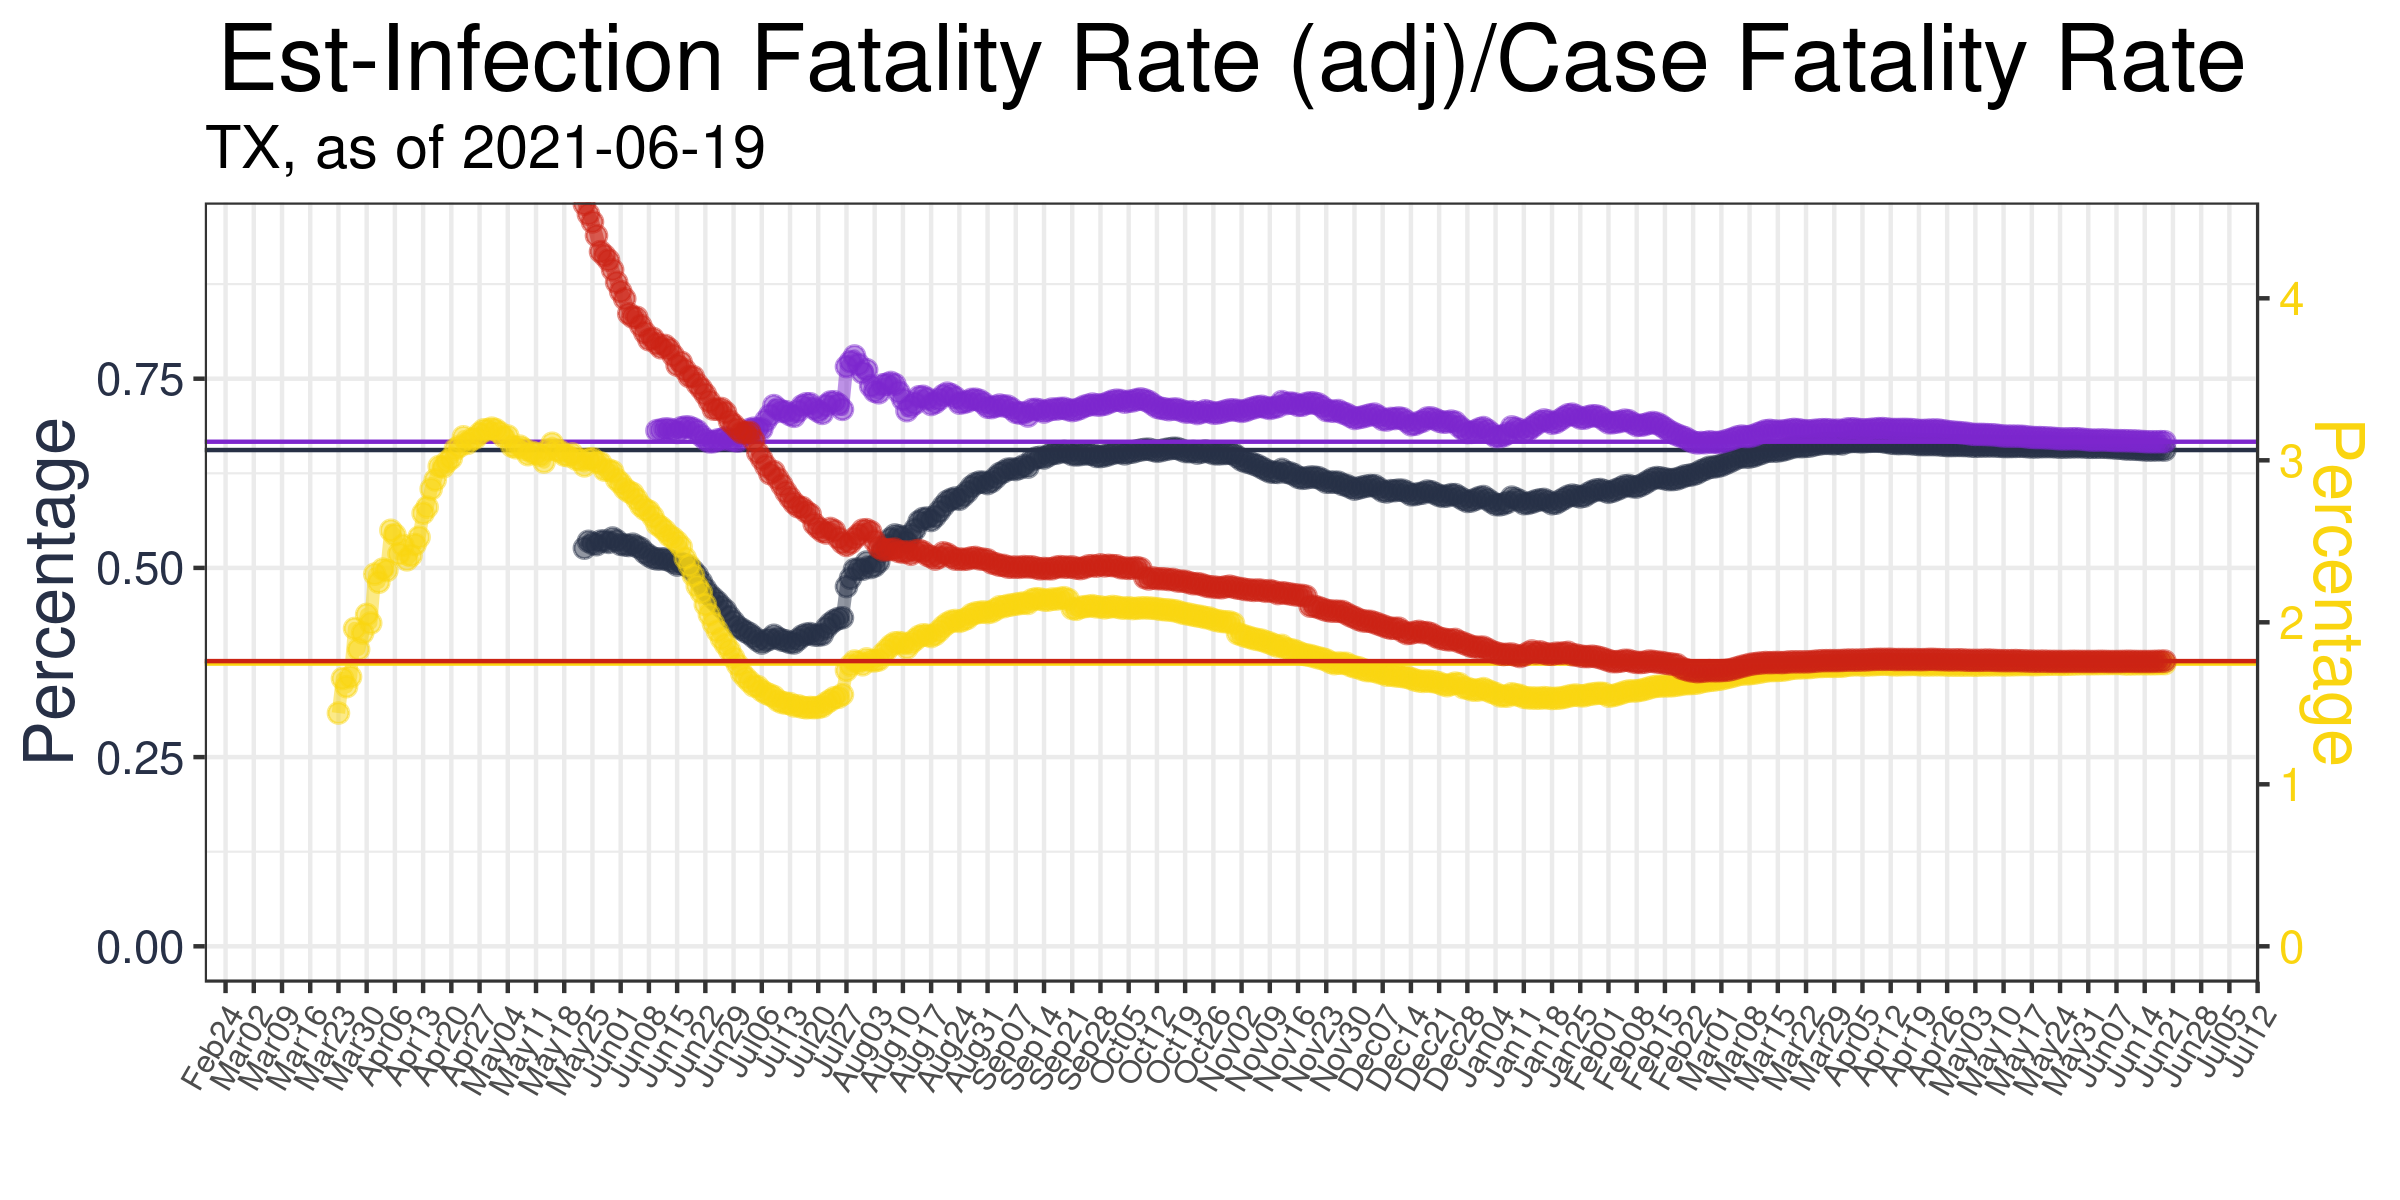 Est-Infection Fatality Rate (adj)/Case Fatality Rate
TX, as of 2021-06-19
Percentage
0.75
0.50
0.25
0.00
4
3
2
1
0
Percentage
Feb24
Mar02
Mar09
Mar16
Mar23
Mar30
Apr06
Apr13
Apr20
Apr27
May04
May11
May18
May25
Jun01
Jun08
Jun15
Jun22
Jun29
Jul06
Jul13
Jul20
Jul27
Aug03
Aug10
Aug17
Aug24
Aug31
Sep07
Sep14
Sep21
Sep28
Oct05
Oct12
Oct19
Oct26
Nov02
Nov09
Nov16
Nov23
Nov30
Dec07
Dec14
Dec21
Dec28
Jan04
Jan11
Jan18
Jan25
Feb01
Feb08
Feb15
Feb22
Mar01
Mar08
Mar15
Mar22
Mar29
Apr05
Apr12
Apr19
Apr26
May03
May10
May17
May24
May31
Jun07
Jun14
Jun21
Jun28
Jul05
Jul12